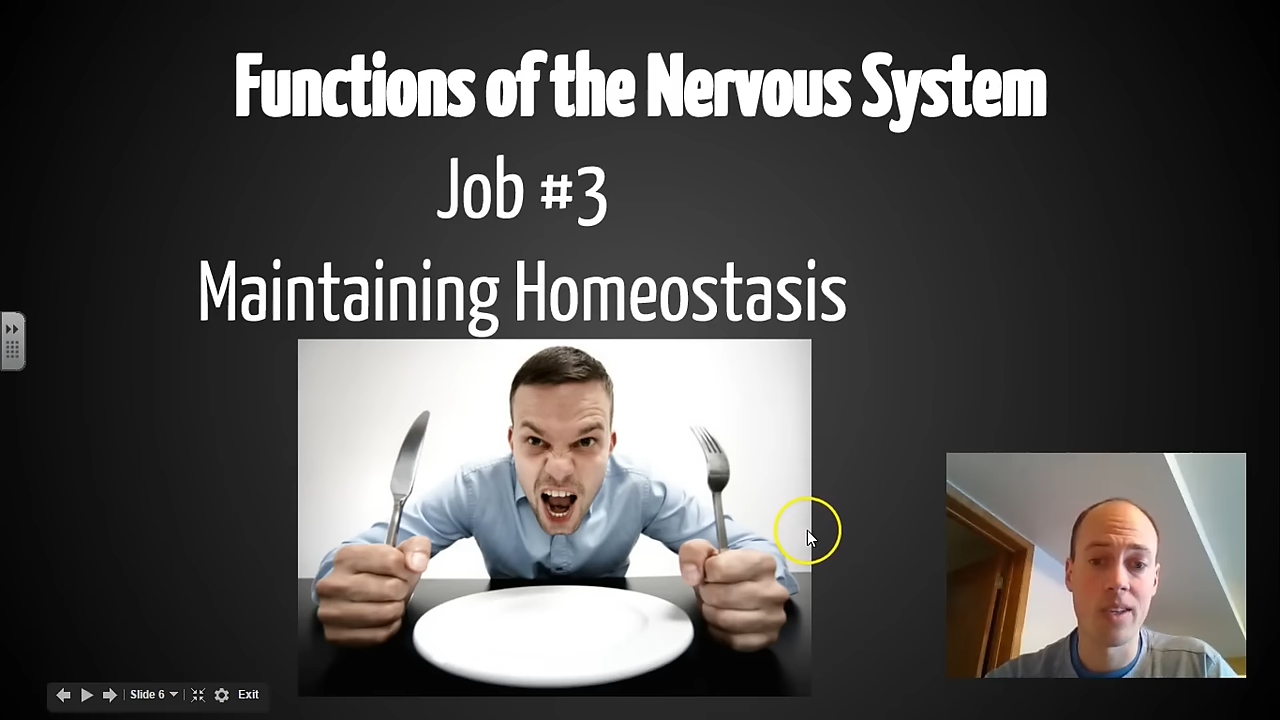 Functions of the Nervous System
Job #3
Maintaining Homeostasis
Slide 6
Exit